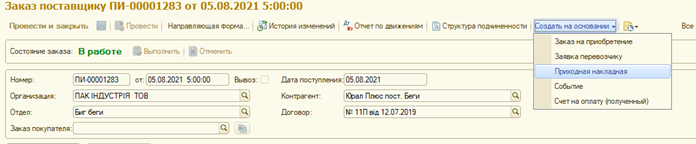 Заказ поставщику ПИ-00001283 от 05.08.2021 5:00:00
Провести и закрыть Провести Направляющая форма... История изменений Отчет по движениям Структура подчиненности Создать на основании Все
Заказ на приобретение
Заявка перевозчику
Приходная накладная
Событие
Счет на оплату (полученный)
Состояние заказа: В работе Выполнить Отменить
Номер: ПИ-00001283 от: 05.08.2021 5:00:00 Вывоз: Дата поступления: 05.08.2021
Организация: ПАК ІНДУСТРІЯ ТОВ Контрагент: Юрал Плюс пост. Беги
Отдел: Биг беги Договор: № 11П від 12.07.2019
Заказ покупателя: